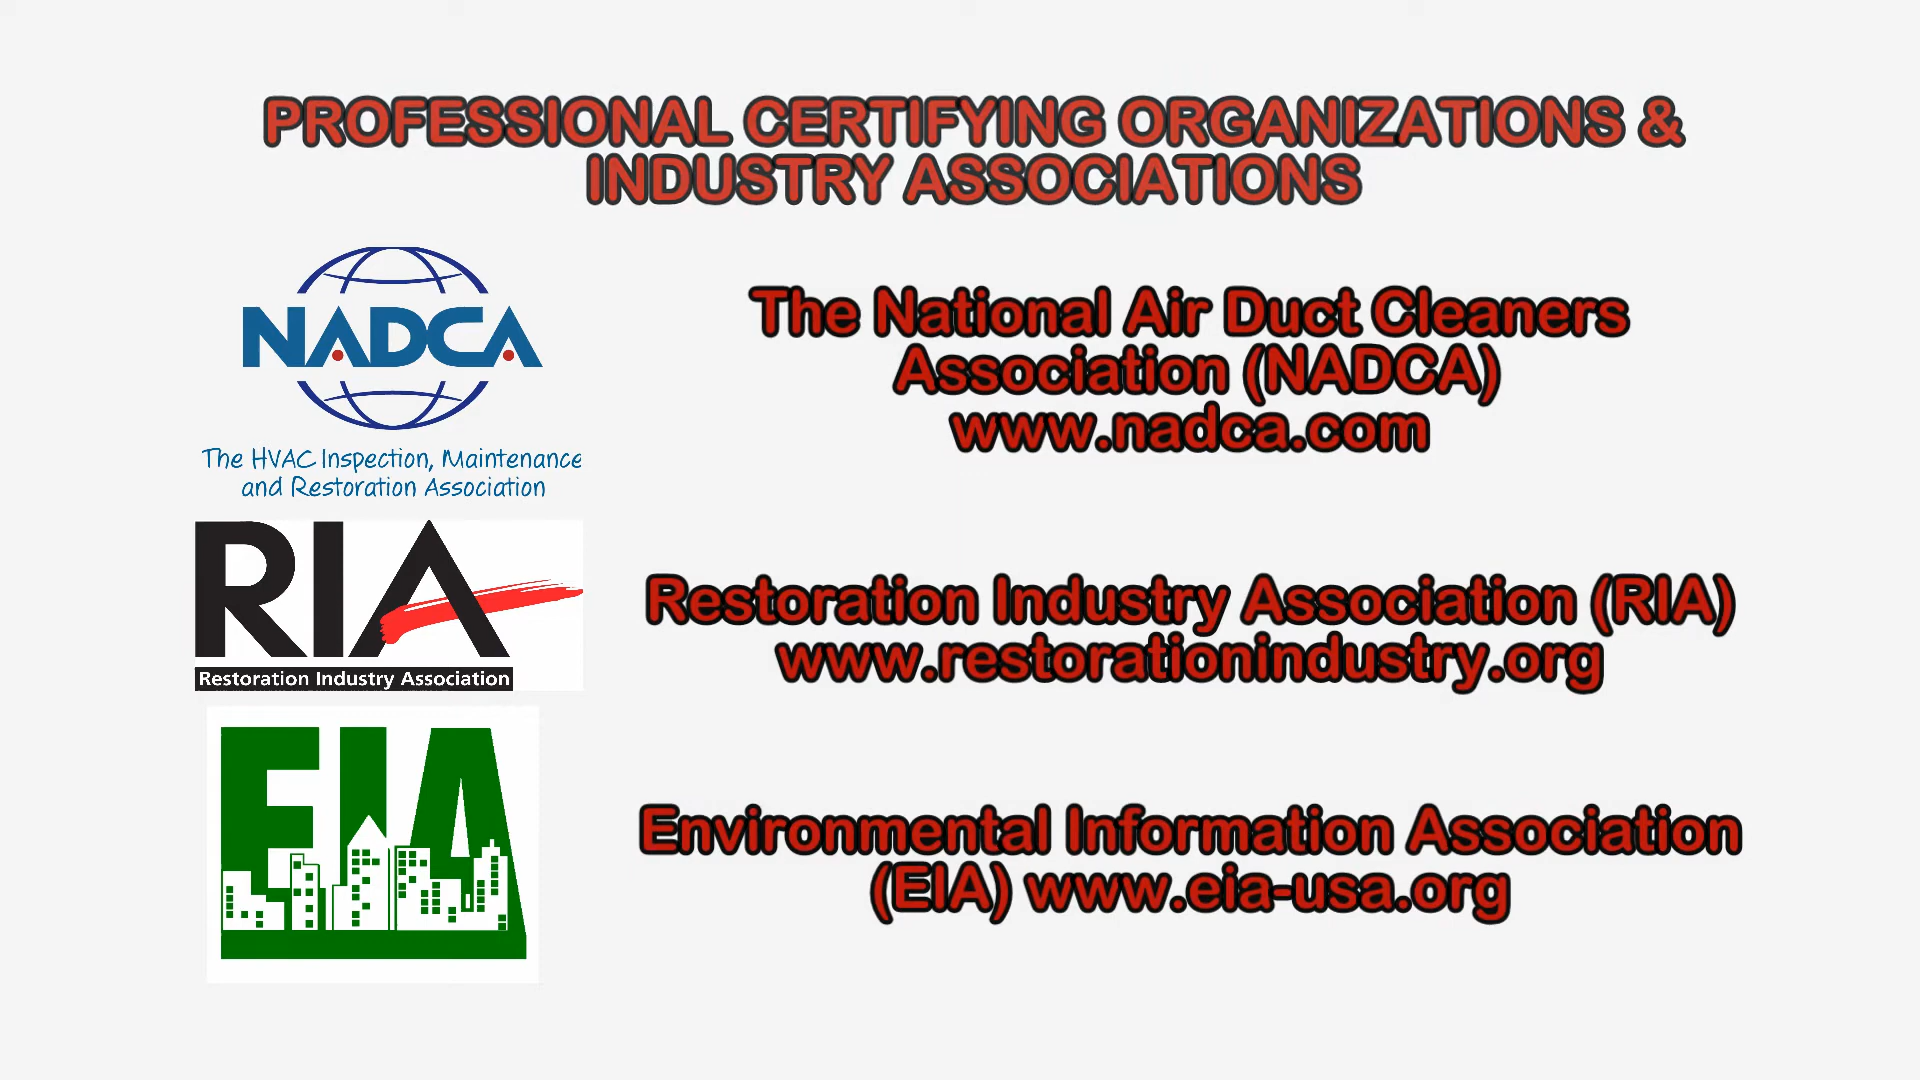 PROFESSIONAL CERTIFYING ORGANIZATIONS &
INDUSTRY ASSOCIATIONS
NADCA
The HVAC Inspection, Maintenance
and Restoration Association
The National Air Duct Cleaners
Association (NADCA)
www.nadca.com
RIA
Restoration Industry Association
Restoration Industry Association (RIA)
www.restorationindustry.org
EIA
Environmental Information Association
(EIA) www.eia-usa.org